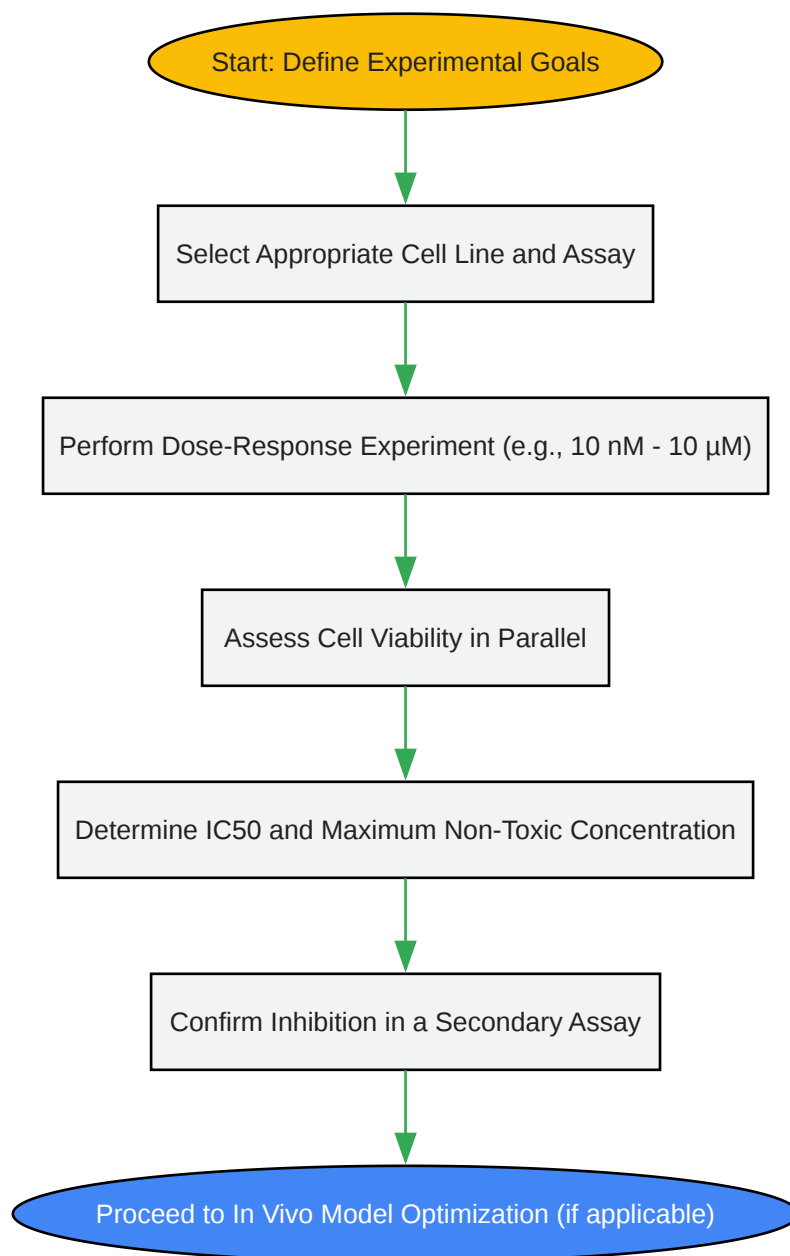 Start: Define Experimental Goals
Select Appropriate Cell Line and Assay
Perform Dose-Response Experiment (e.g., 10 nM - 10 µM)
Assess Cell Viability in Parallel
Determine IC50 and Maximum Non-Toxic Concentration
Confirm Inhibition in a Secondary Assay
Proceed to In Vivo Model Optimization (if applicable)